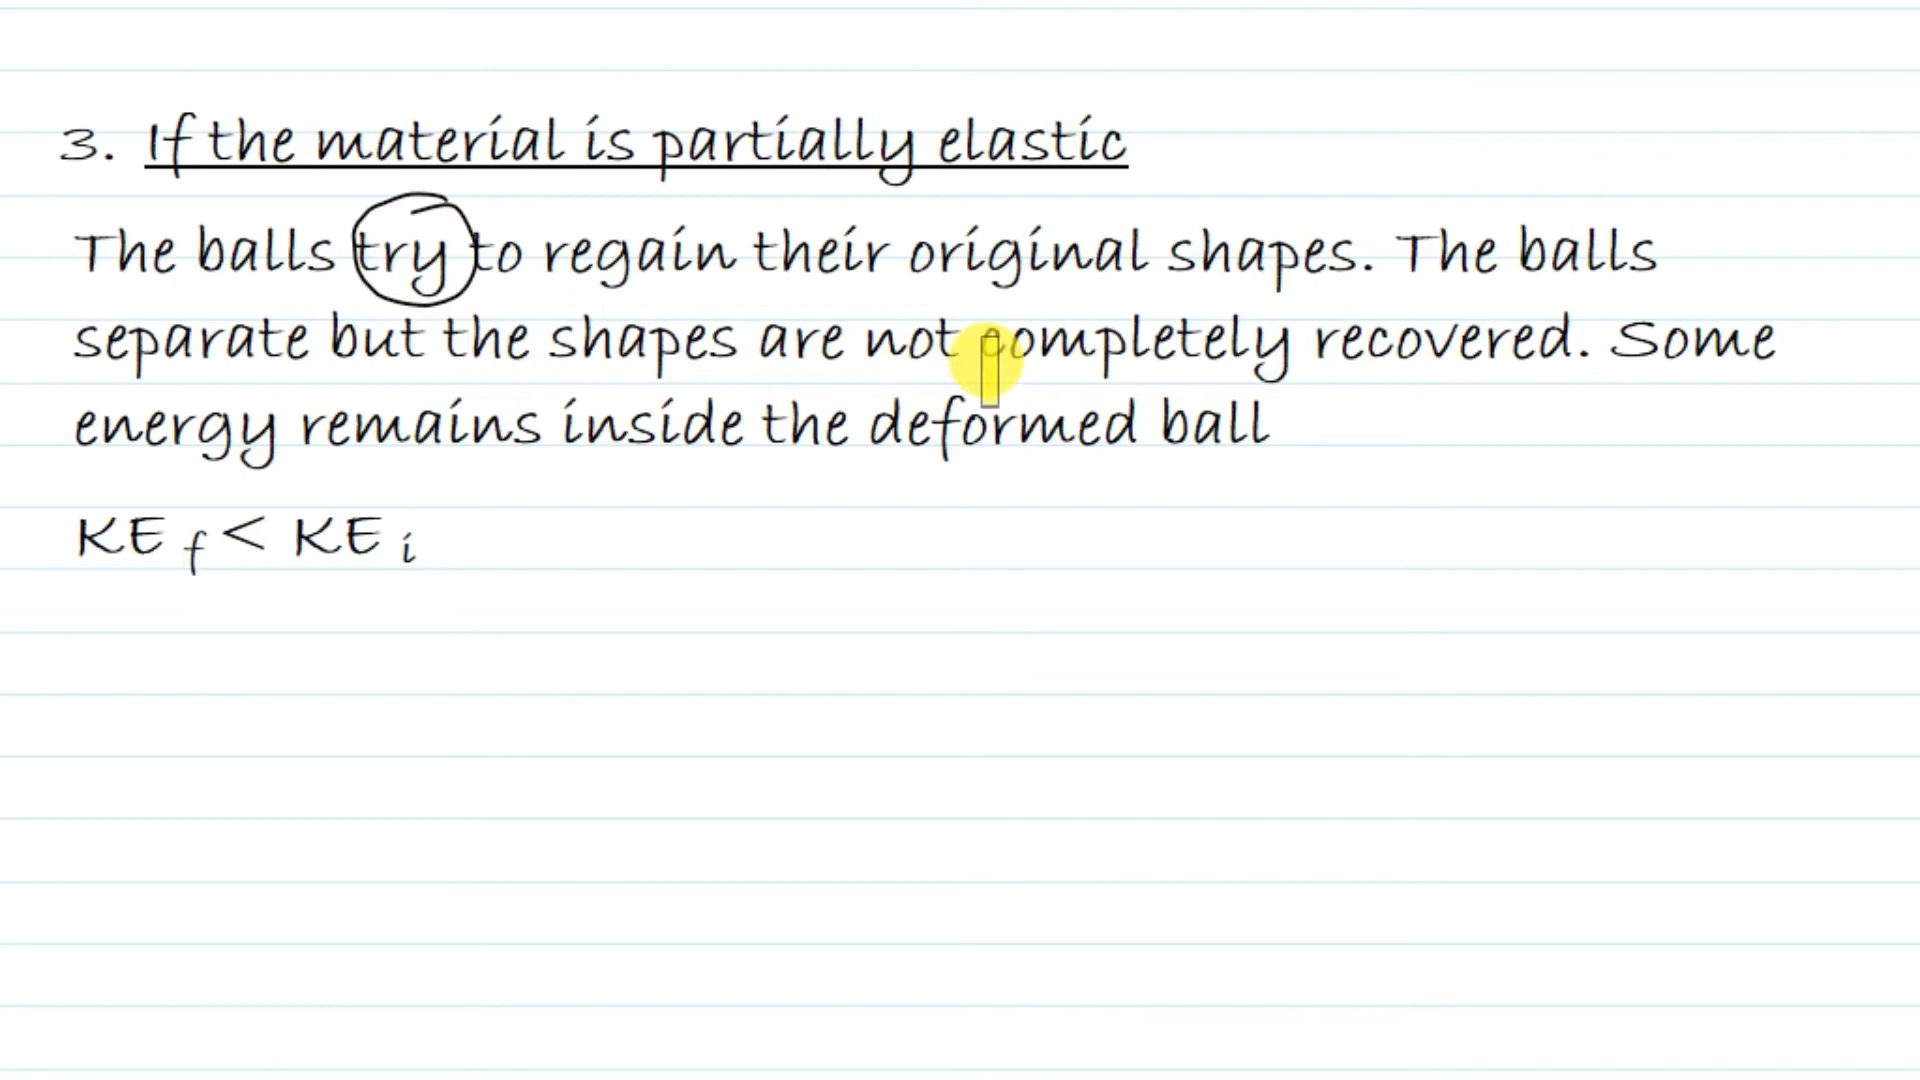 3. If the material is partially elastic
The balls try to regain their original shapes. The balls
separate but the shapes are not completely recovered. Some
energy remains inside the deformed ball
KE f < KE i